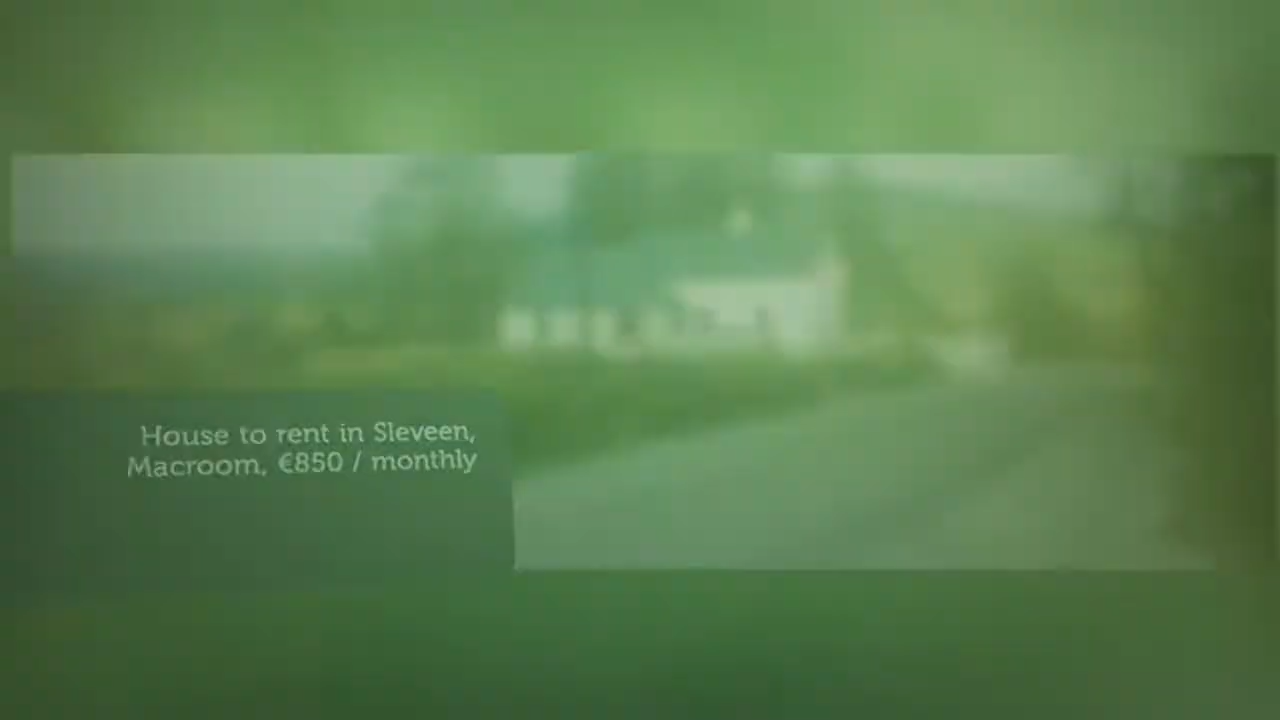 House to rent in Sleveen,
Macroom, €850 / monthly